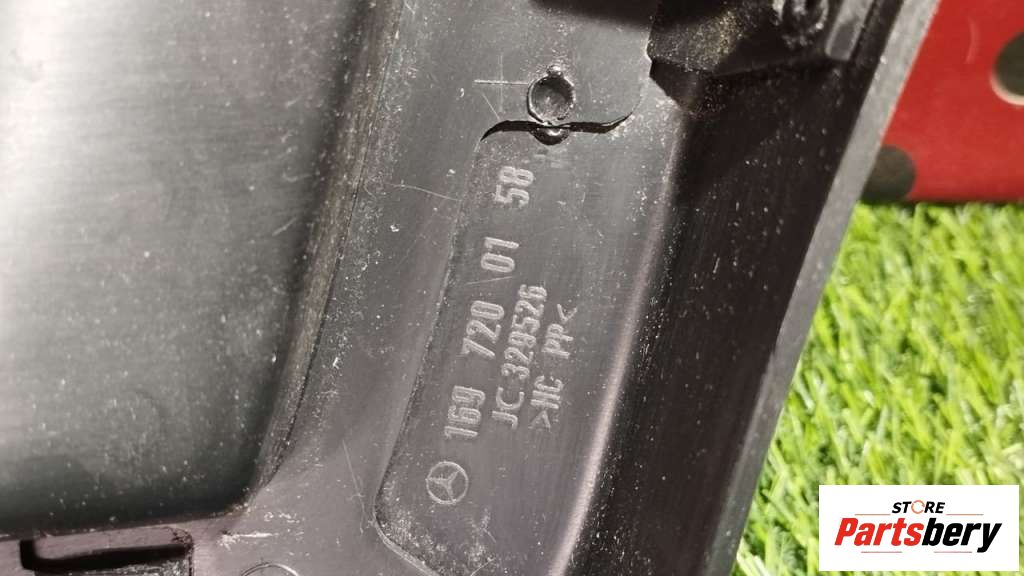 169 720 01 58
JC 329526
>HC PP<
STORE
Partsbery